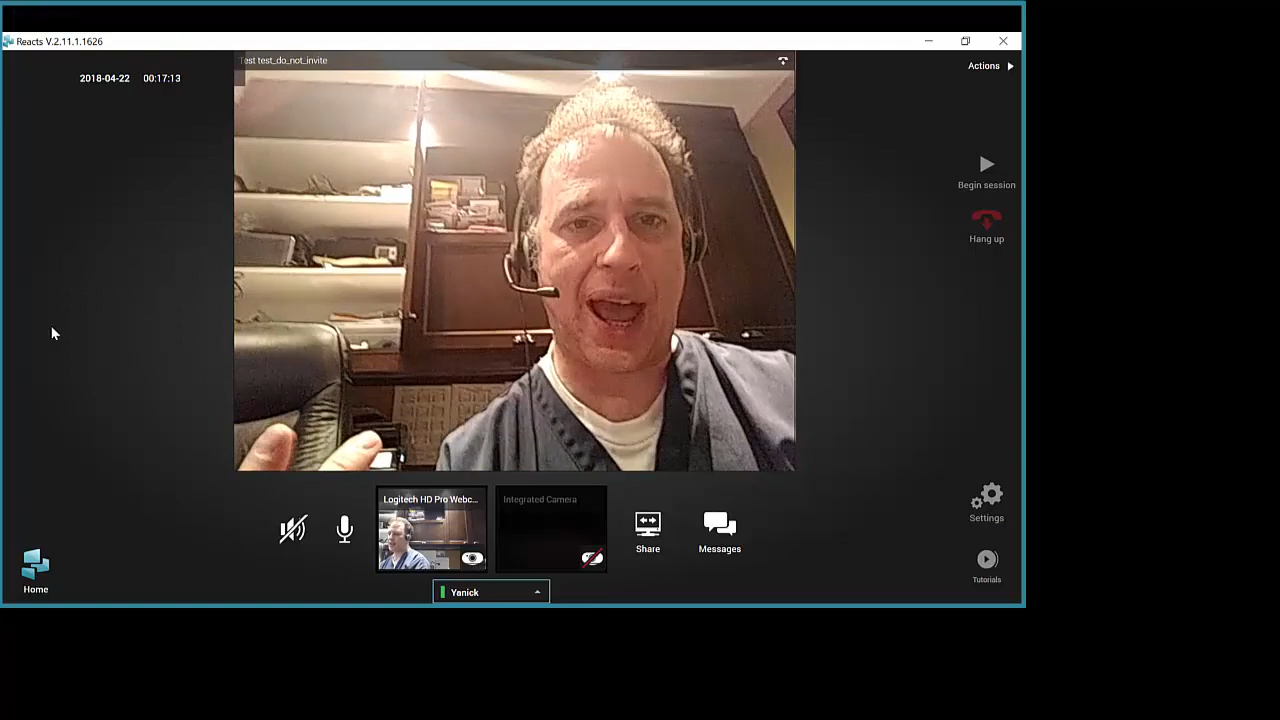 Reacts V.2.11.1.1626
2018-04-22 00:17:13
Test test_do_not_invite
Actions
Begin session
Hang up
Logitech HD Pro Webc...
Integrated Camera
Share
Messages
Settings
Tutorials
Home
Yanick